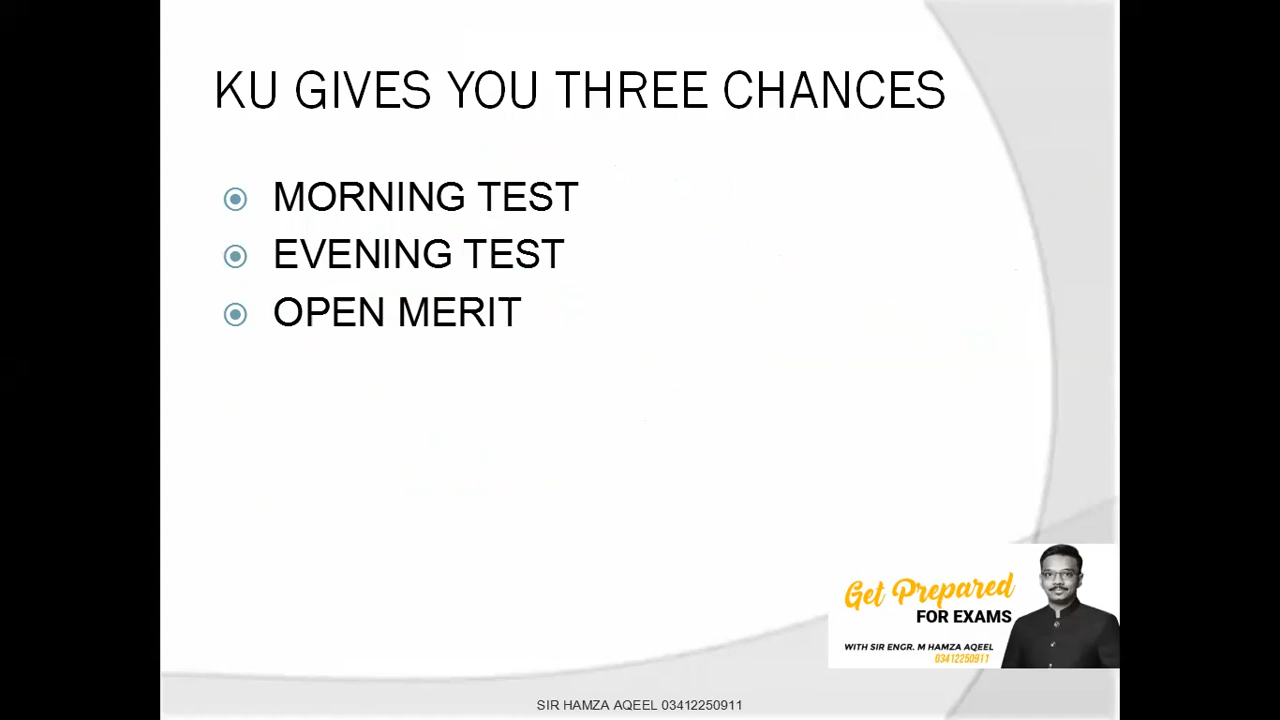 KU GIVES YOU THREE CHANCES
MORNING TEST
EVENING TEST
OPEN MERIT
Get Prepared
FOR EXAMS
WITH SIR ENGR. M HAMZA AQEEL
03412250911
SIR HAMZA AQEEL 03412250911